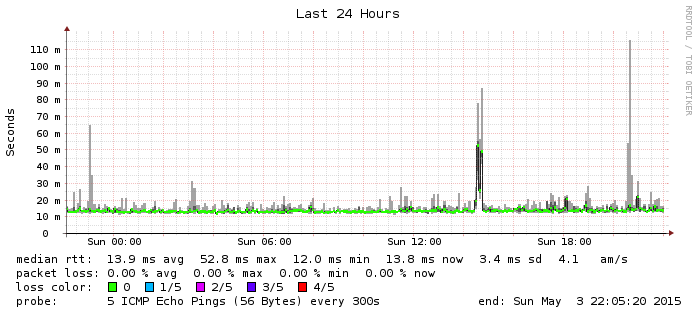 Last 24 Hours
RRDTOOL / TOBI OETIKER
Seconds
110 m
100 m
90 m
80 m
70 m
60 m
50 m
40 m
30 m
20 m
10 m
0
Sun 00:00 Sun 06:00 Sun 12:00 Sun 18:00
median rtt: 13.9 ms avg 52.8 ms max 12.0 ms min 13.8 ms now 3.4 ms sd 4.1 am/s
packet loss: 0.00 % avg 0.00 % max 0.00 % min 0.00 % now
loss color: 0 1/5 2/5 3/5 4/5
probe: 5 ICMP Echo Pings (56 Bytes) every 300s end: Sun May 3 22:05:20 2015